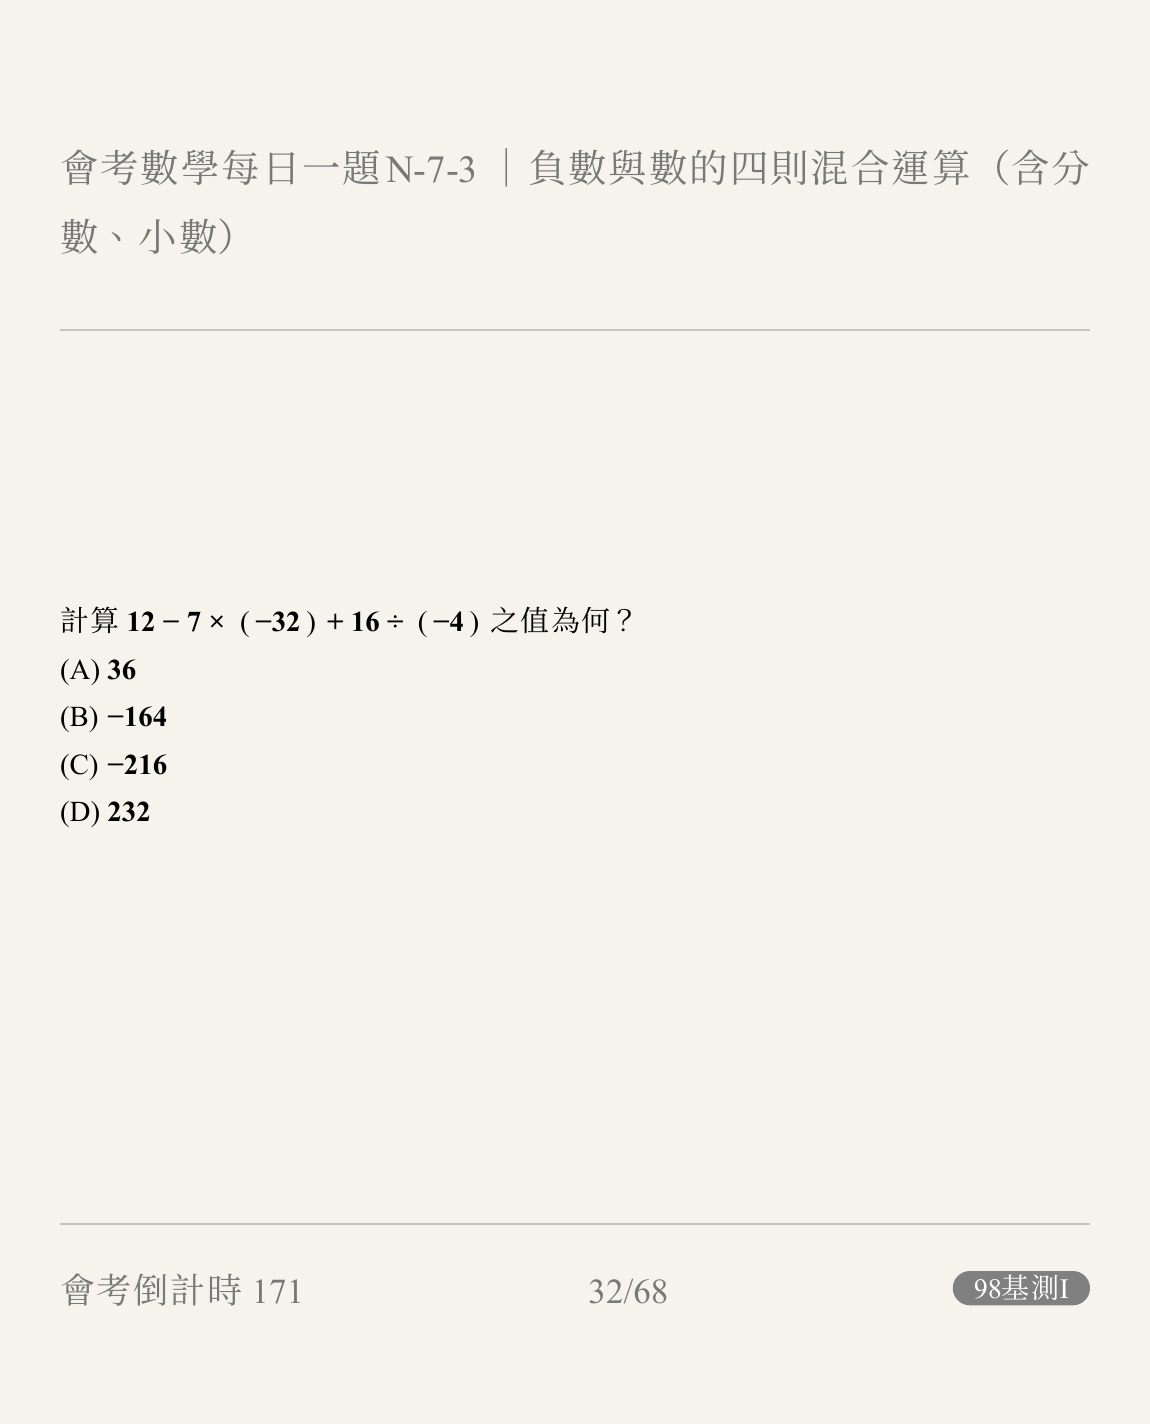 會考數學每日一題N-7-3 ｜負數與數的四則混合運算（含分
數、小數）
計算 12 − 7 ×（−32）+ 16 ÷（−4）之值為何？
(A) 36
(B) −164
(C) −216
(D) 232
會考倒計時 171
32/68
98基測I